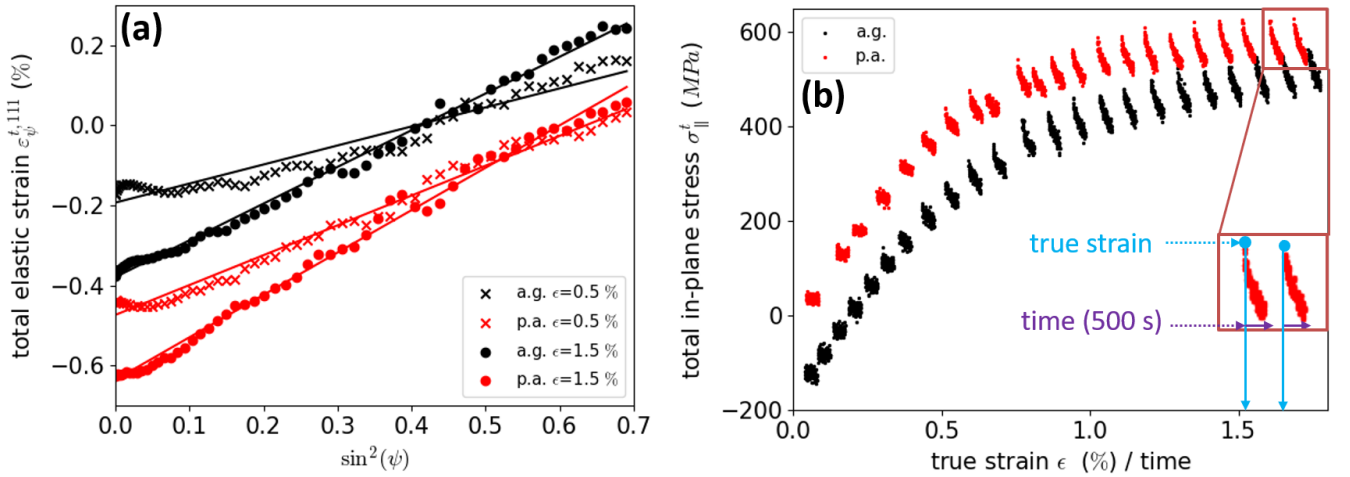 (a)
total elastic strain ε_ψ^{t,111} (%)
0.2
0.0
−0.2
−0.4
−0.6
a.g. ϵ=0.5 %
p.a. ϵ=0.5 %
a.g. ϵ=1.5 %
p.a. ϵ=1.5 %
0.0 0.1 0.2 0.3 0.4 0.5 0.6 0.7
sin²(ψ)
(b)
total in-plane stress σ_∥^t (MPa)
600
400
200
0
−200
a.g.
p.a.
true strain
time (500 s)
0.0 0.5 1.0 1.5
true strain ϵ (%) / time